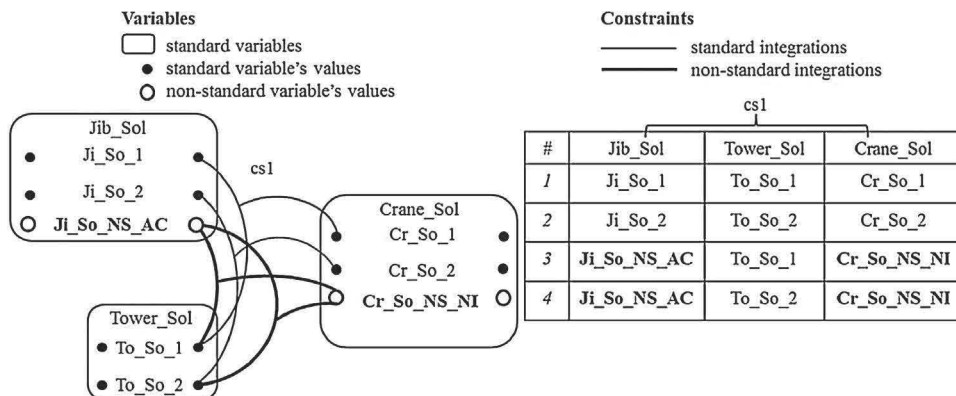 Variables
standard variables
standard variable's values
non-standard variable's values
Constraints
standard integrations
non-standard integrations
Jib_Sol
Ji_So_1
Ji_So_2
Ji_So_NS_AC
cs1
Crane_Sol
Cr_So_1
Cr_So_2
Cr_So_NS_NI
Tower_Sol
To_So_1
To_So_2
cs1
# Jib_Sol Tower_Sol Crane_Sol
1 Ji_So_1 To_So_1 Cr_So_1
2 Ji_So_2 To_So_2 Cr_So_2
3 Ji_So_NS_AC To_So_1 Cr_So_NS_NI
4 Ji_So_NS_AC To_So_2 Cr_So_NS_NI